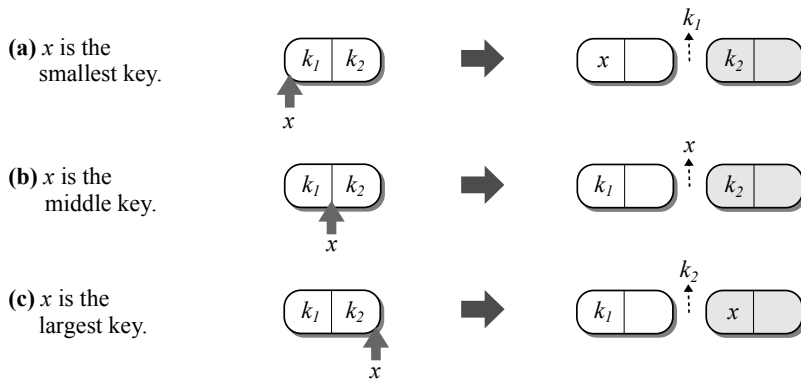 k1
(a) x is the
smallest key.
k1 k2
x
k2
x
x
(b) x is the
middle key.
k1 k2
k1
k2
x
k2
(c) x is the
largest key.
k1 k2
k1
x
x